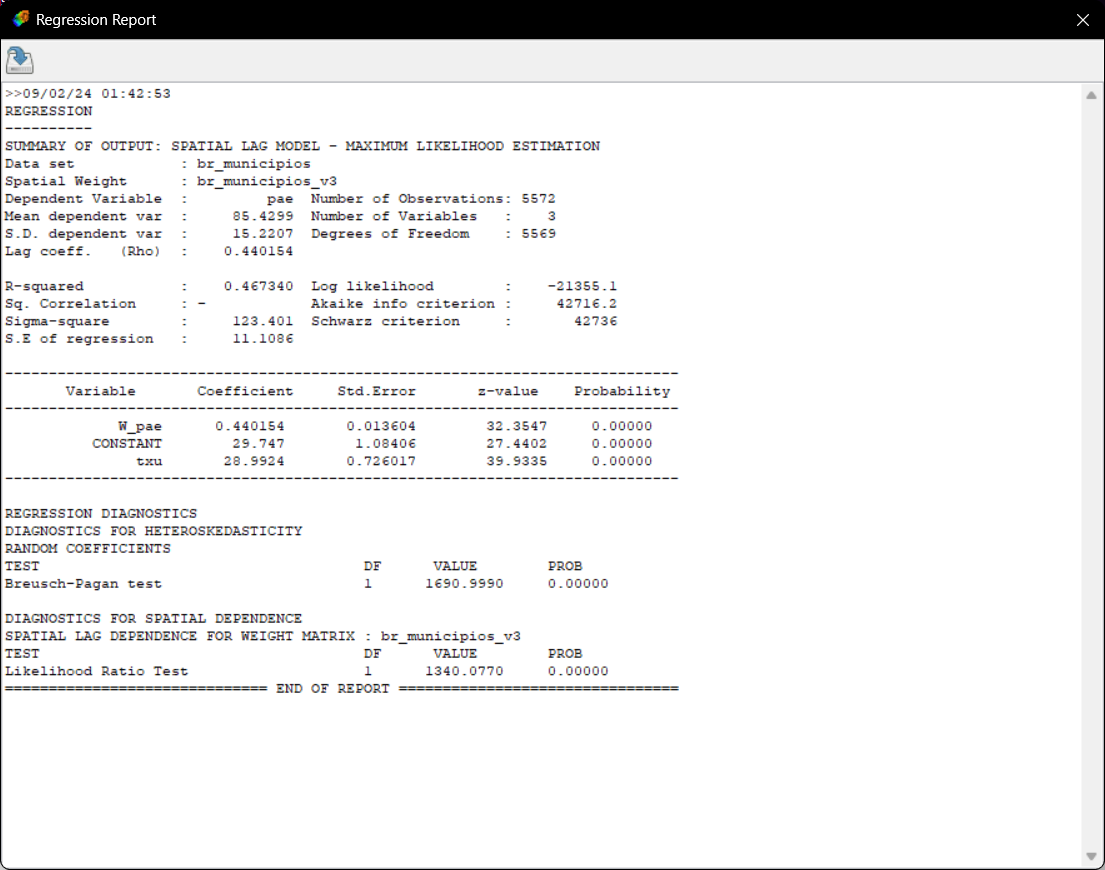 Regression Report
>>09/02/24 01:42:53
REGRESSION
----------
SUMMARY OF OUTPUT: SPATIAL LAG MODEL - MAXIMUM LIKELIHOOD ESTIMATION
Data set            : br_municipios
Spatial Weight      : br_municipios_v3
Dependent Variable  :         pae  Number of Observations: 5572
Mean dependent var  :     85.4299  Number of Variables   :    3
S.D. dependent var  :     15.2207  Degrees of Freedom    : 5569
Lag coeff.   (Rho)  :    0.440154

R-squared           :    0.467340  Log likelihood        :    -21355.1
Sq. Correlation     : -            Akaike info criterion :     42716.2
Sigma-square        :     123.401  Schwarz criterion     :       42736
S.E of regression   :     11.1086

-----------------------------------------------------------------------------
       Variable       Coefficient     Std.Error       z-value    Probability
-----------------------------------------------------------------------------
             W_pae      0.440154       0.013604        32.3547     0.00000
          CONSTANT        29.747        1.08406        27.4402     0.00000
               txu       28.9924       0.726017        39.9335     0.00000
-----------------------------------------------------------------------------

REGRESSION DIAGNOSTICS
DIAGNOSTICS FOR HETEROSKEDASTICITY
RANDOM COEFFICIENTS
TEST                                     DF      VALUE        PROB
Breusch-Pagan test                       1      1690.9990     0.00000

DIAGNOSTICS FOR SPATIAL DEPENDENCE
SPATIAL LAG DEPENDENCE FOR WEIGHT MATRIX : br_municipios_v3
TEST                                     DF      VALUE        PROB
Likelihood Ratio Test                    1      1340.0770     0.00000
============================== END OF REPORT ================================